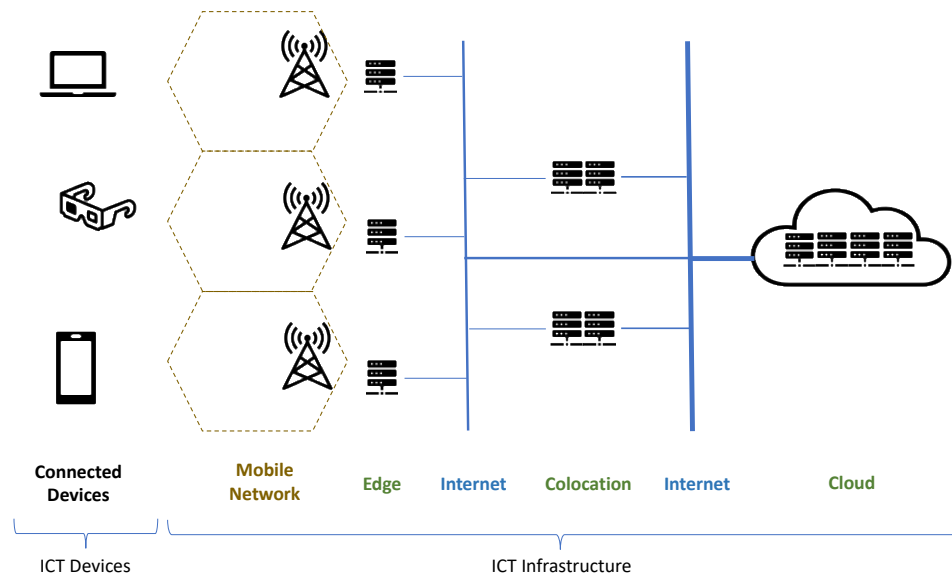 Connected
Devices
Mobile
Network
Edge
Internet
Colocation
Internet
Cloud
ICT Devices
ICT Infrastructure